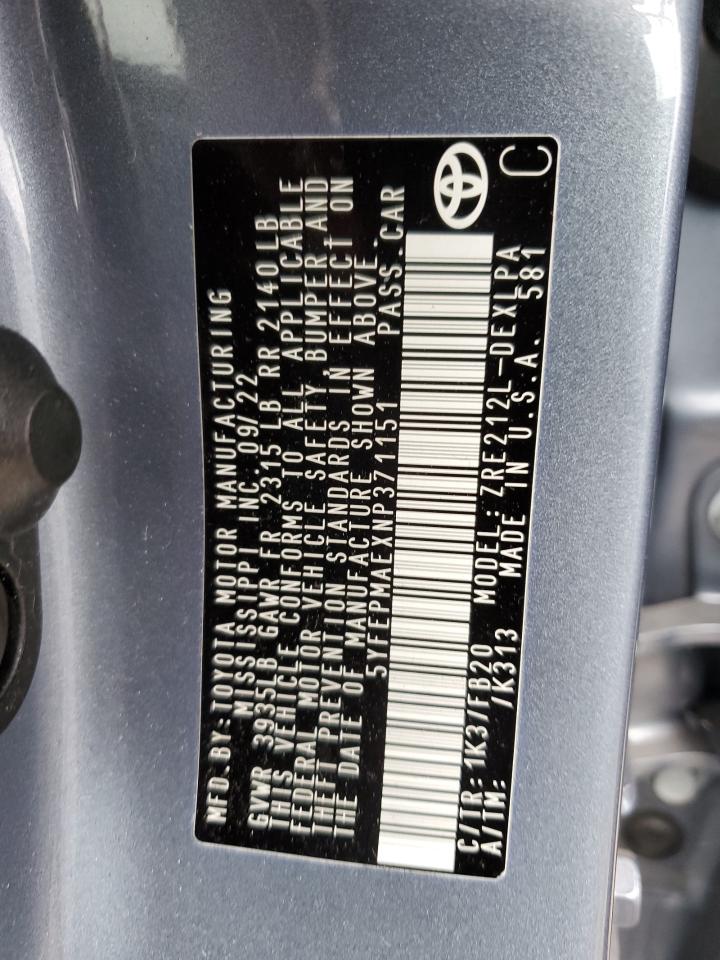 MFD.BY: TOYOTA MOTOR MANUFACTURING
MISSISSIPPI INC. 09/22
GVWR 3935LB GAWR FR 2315 LB RR 2140 LB
THIS VEHICLE CONFORMS TO ALL APPLICABLE
FEDERAL MOTOR VEHICLE SAFETY, BUMPER AND
THEFT PREVENTION STANDARDS IN EFFECT ON
THE DATE OF MANUFACTURE SHOWN ABOVE.
5YFEPMAEXNP371151 PASS.CAR
C/TR: 1K3/FB20 MODEL: ZRE212L-DEXLPA
A/TM: /K313 MADE IN U.S.A. 581
C